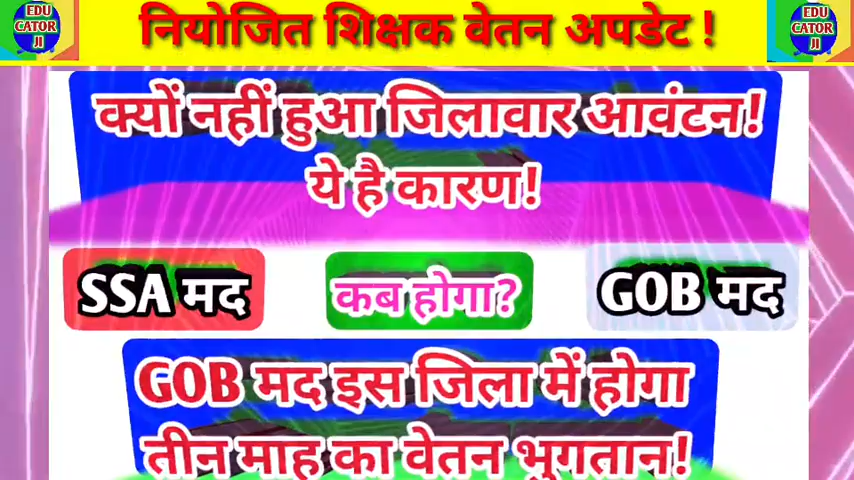 EDU
CATOR
JI
नियोजित शिक्षक वेतन अपडेट !
EDU
CATOR
JI
क्यों नहीं हुआ जिलावार आवंटन!
ये है कारण!
SSA मद
कब होगा?
GOB मद
GOB मद इस जिला में होगा
तीन माह का वेतन भुगतान!